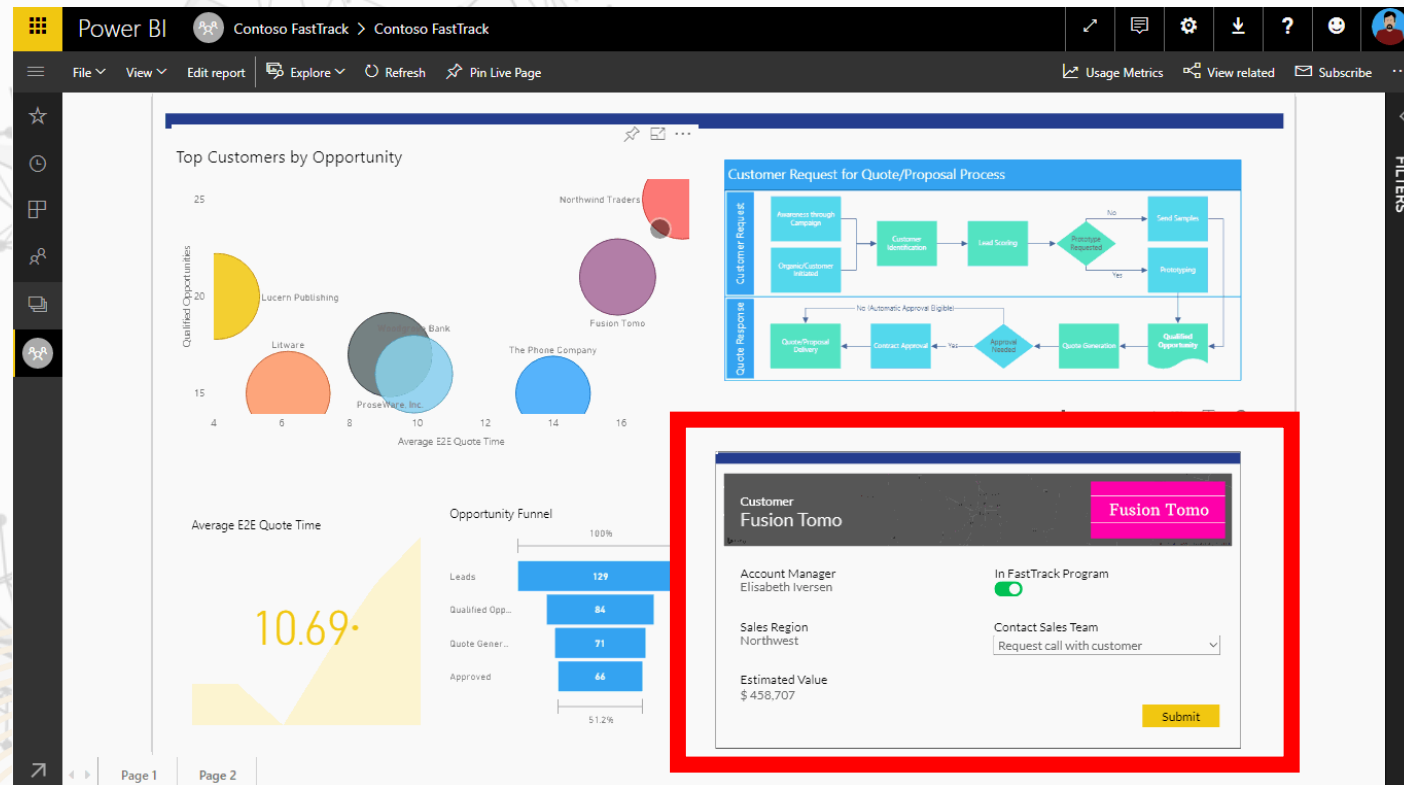 Power BI
Contoso FastTrack > Contoso FastTrack
?
File
View
Edit report
Explore
Refresh
Pin Live Page
Usage Metrics
View related
Subscribe
FILTERS
Top Customers by Opportunity
Qualified Opportunities
25
20
15
Northwind Traders
Lucern Publishing
Fusion Tomo
Bank
Litware
The Phone Company
ProseWare, Inc.
4 6 8 10 12 14 16
Average E2E Quote Time
Customer Request for Quote/Proposal Process
Customer Request
Awareness through
Campaign
Organic/Customer
Initiated
Customer
Identification
Lead Scoring
Prototype
Requested
No
Yes
Send Samples
Prototyping
Quote Response
No (Automatic Approval Eligible)
Quote/Proposal
Delivery
Contract Approval
Yes
Approval
Needed
Quote Generation
Qualified
Opportunity
Average E2E Quote Time
10.69
Opportunity Funnel
100%
Leads
129
Qualified Opp...
84
Quote Gener...
71
Approved
66
51.2%
Customer
Fusion Tomo
Fusion Tomo
Account Manager
Elisabeth Iversen
In FastTrack Program
Sales Region
Northwest
Contact Sales Team
Request call with customer
Estimated Value
$ 458,707
Submit
Page 1
Page 2